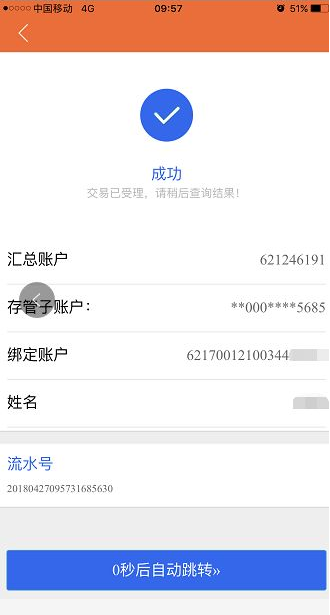 中国移动 4G 09:57 51%
成功
交易已受理，请稍后查询结果！
汇总账户 621246191
存管子账户： **000****5685
绑定账户 62170012100344
姓名
流水号
20180427095731685630
0秒后自动跳转»